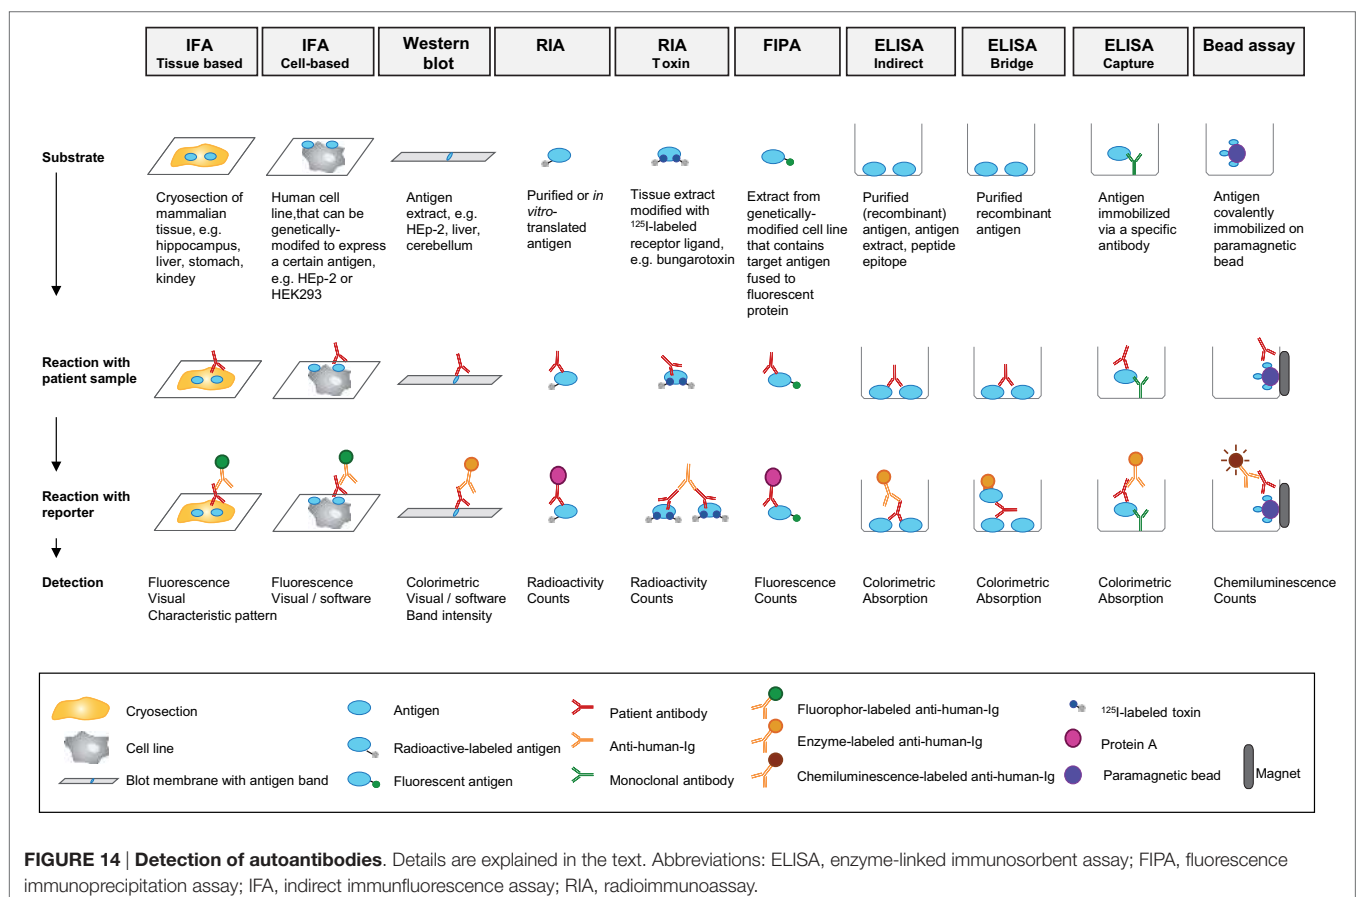 IFA
Tissue based
IFA
Cell-based
Western
blot
RIA
RIA
Toxin
FIPA
ELISA
Indirect
ELISA
Bridge
ELISA
Capture
Bead assay
Substrate
Cryosection of
mammalian
tissue, e.g.
hippocampus,
liver, stomach,
kindey
Human cell
line,that can be
genetically-
modifed to express
a certain antigen,
e.g. HEp-2 or
HEK293
Antigen
extract, e.g.
HEp-2, liver,
cerebellum
Purified or in
vitro-
translated
antigen
Tissue extract
modified with
¹²⁵I-labeled
receptor ligand,
e.g. bungarotoxin
Extract from
genetically-
modified cell line
that contains
target antigen
fused to
fluorescent
protein
Purified
(recombinant)
antigen, antigen
extract, peptide
epitope
Purified
recombinant
antigen
Antigen
immobilized
via a specific
antibody
Antigen
covalently
immobilized on
paramagnetic
bead
Reaction with
patient sample
Reaction with
reporter
Detection
Fluorescence
Visual
Characteristic pattern
Fluorescence
Visual / software
Colorimetric
Visual / software
Band intensity
Radioactivity
Counts
Radioactivity
Counts
Fluorescence
Counts
Colorimetric
Absorption
Colorimetric
Absorption
Colorimetric
Absorption
Chemiluminescence
Counts
Cryosection
Cell line
Blot membrane with antigen band
Antigen
Radioactive-labeled antigen
Fluorescent antigen
Patient antibody
Anti-human-Ig
Monoclonal antibody
Fluorophor-labeled anti-human-Ig
Enzyme-labeled anti-human-Ig
Chemiluminescence-labeled anti-human-Ig
¹²⁵I-labeled toxin
Protein A
Paramagnetic bead
Magnet
FIGURE 14 | Detection of autoantibodies. Details are explained in the text. Abbreviations: ELISA, enzyme-linked immunosorbent assay; FIPA, fluorescence
immunoprecipitation assay; IFA, indirect immunfluorescence assay; RIA, radioimmunoassay.